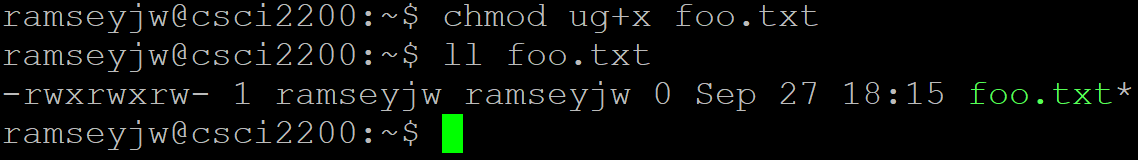 ramseyjw@csci2200:~$ chmod ug+x foo.txt
ramseyjw@csci2200:~$ ll foo.txt
-rwxrwxrw- 1 ramseyjw ramseyjw 0 Sep 27 18:15 foo.txt*
ramseyjw@csci2200:~$